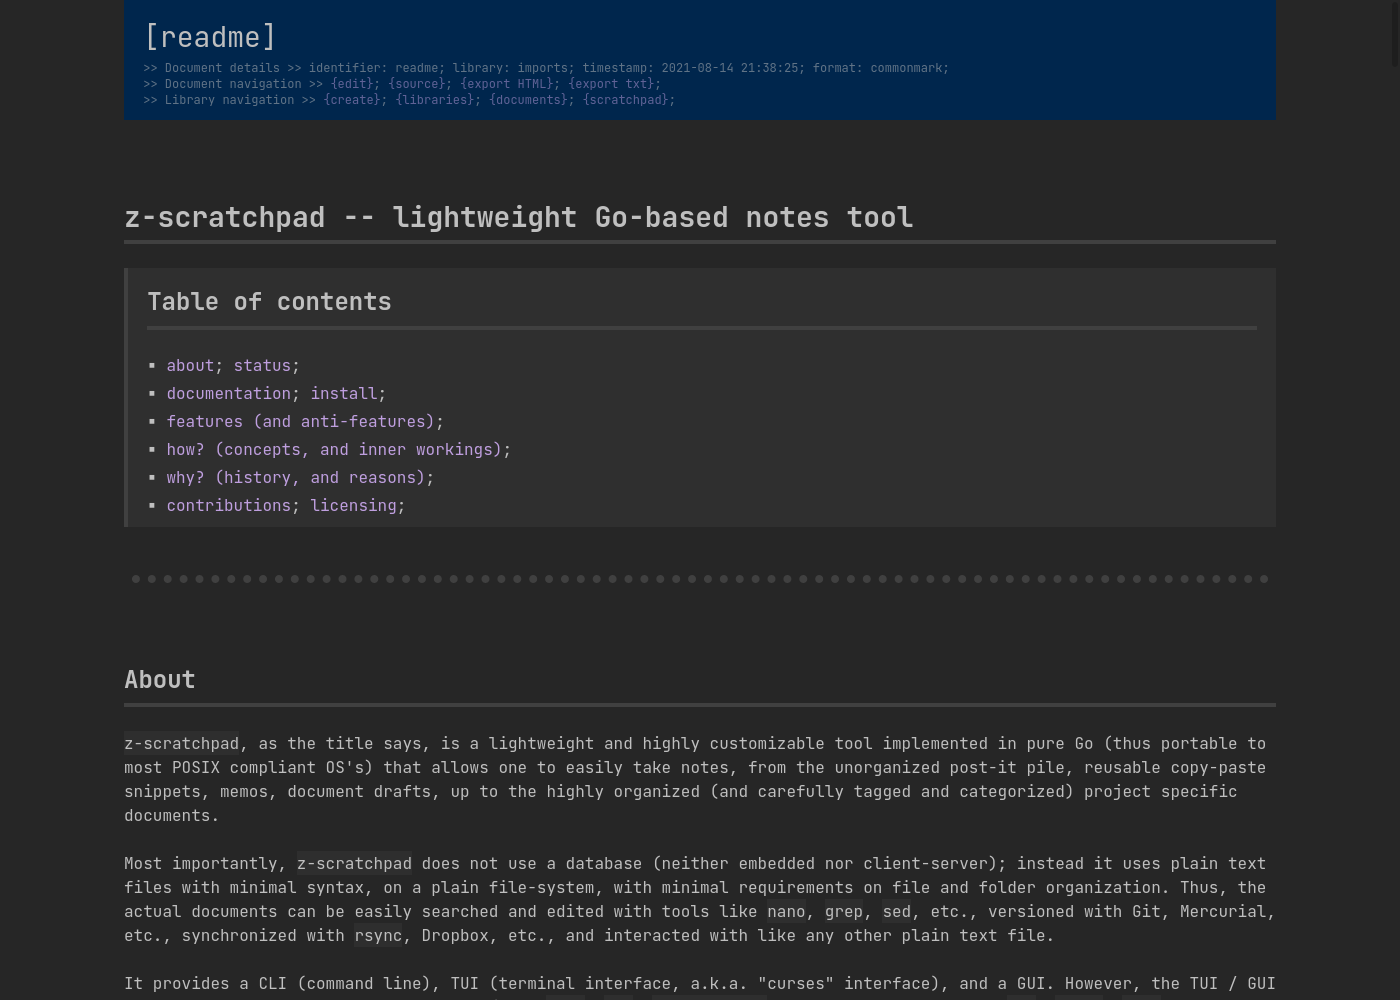 [readme]
>> Document details >> identifier: readme; library: imports; timestamp: 2021-08-14 21:38:25; format: commonmark;
>> Document navigation >> {edit}; {source}; {export HTML}; {export txt};
>> Library navigation >> {create}; {libraries}; {documents}; {scratchpad};
z-scratchpad -- lightweight Go-based notes tool
Table of contents
▪ about; status;
▪ documentation; install;
▪ features (and anti-features);
▪ how? (concepts, and inner workings);
▪ why? (history, and reasons);
▪ contributions; licensing;
About
z-scratchpad, as the title says, is a lightweight and highly customizable tool implemented in pure Go (thus portable to
most POSIX compliant OS's) that allows one to easily take notes, from the unorganized post-it pile, reusable copy-paste
snippets, memos, document drafts, up to the highly organized (and carefully tagged and categorized) project specific
documents.
Most importantly, z-scratchpad does not use a database (neither embedded nor client-server); instead it uses plain text
files with minimal syntax, on a plain file-system, with minimal requirements on file and folder organization. Thus, the
actual documents can be easily searched and edited with tools like nano, grep, sed, etc., versioned with Git, Mercurial,
etc., synchronized with rsync, Dropbox, etc., and interacted with like any other plain text file.
It provides a CLI (command line), TUI (terminal interface, a.k.a. "curses" interface), and a GUI. However, the TUI / GUI